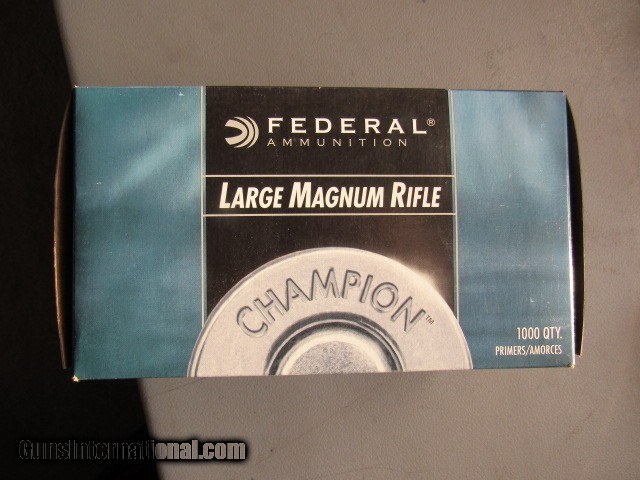 FEDERAL®
AMMUNITION
LARGE MAGNUM RIFLE
CHAMPION™
1000 QTY.
PRIMERS/AMORCES
GunsInternational.com